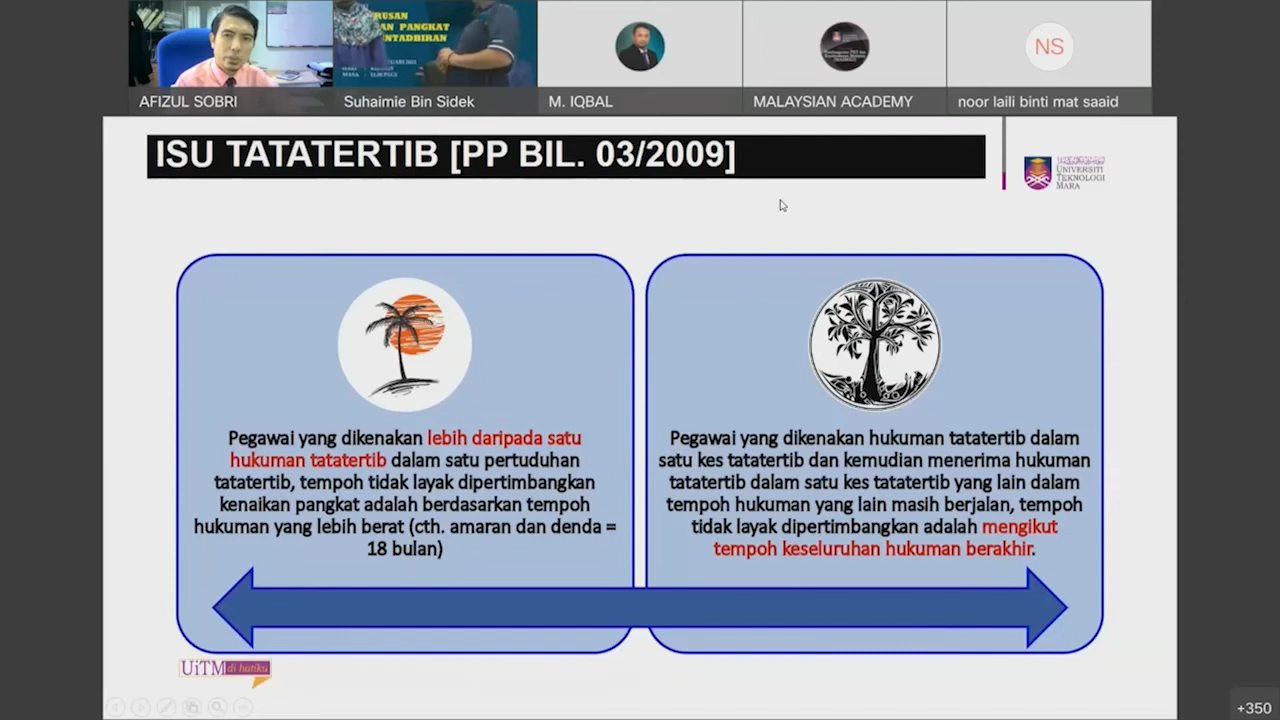 RUSAN
AN PANGKAT
NTADBIRAN
AFIZUL SOBRI
Suhaimie Bin Sidek
M. IQBAL
MALAYSIAN ACADEMY
NS
noor laili binti mat saaid
ISU TATATERTIB [PP BIL. 03/2009]
UNIVERSITI
TEKNOLOGI
MARA
Pegawai yang dikenakan lebih daripada satu
hukuman tatatertib dalam satu pertuduhan
tatatertib, tempoh tidak layak dipertimbangkan
kenaikan pangkat adalah berdasarkan tempoh
hukuman yang lebih berat (cth. amaran dan denda =
18 bulan)
Pegawai yang dikenakan hukuman tatatertib dalam
satu kes tatatertib dan kemudian menerima hukuman
tatatertib dalam satu kes tatatertib yang lain dalam
tempoh hukuman yang lain masih berjalan, tempoh
tidak layak dipertimbangkan adalah mengikut
tempoh keseluruhan hukuman berakhir.
UiTM di hatiku
+350